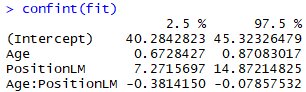 > confint(fit)
2.5 % 97.5 %
(Intercept) 40.2842823 45.32326479
Age 0.6728427 0.87083017
PositionLM 7.2715697 14.87214825
Age:PositionLM -0.3814150 -0.07857532